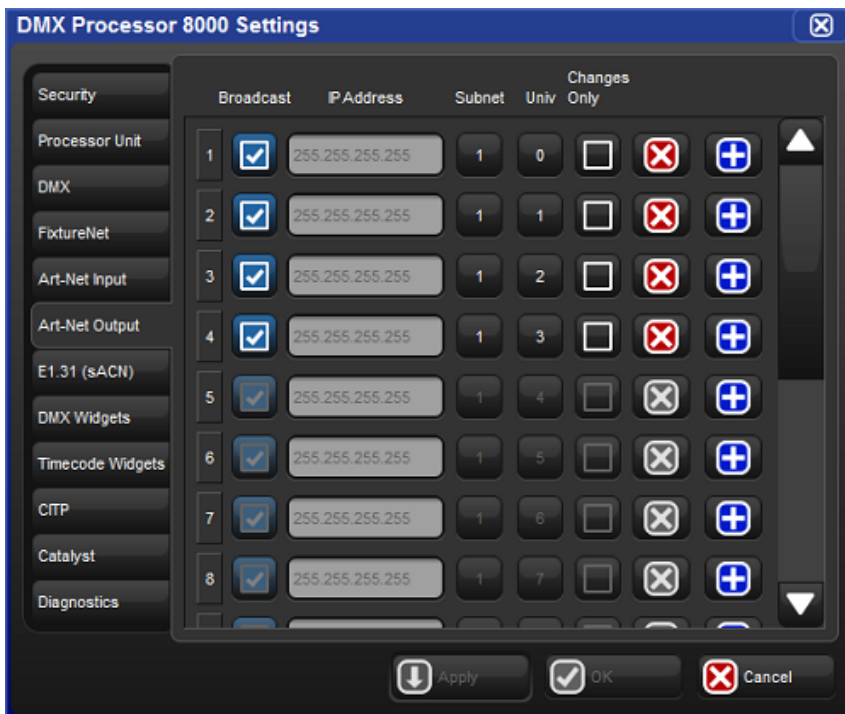 DMX Processor 8000 Settings
Security
Processor Unit
DMX
FixtureNet
Art-Net Input
Art-Net Output
E1.31 (sACN)
DMX Widgets
Timecode Widgets
CITP
Catalyst
Diagnostics
Broadcast IP Address Subnet Univ Changes Only
1 255.255.255.255 1 0
2 255.255.255.255 1 1
3 255.255.255.255 1 2
4 255.255.255.255 1 3
5 255.255.255.255 1 4
6 255.255.255.255 1 5
7 255.255.255.255 1 6
8 255.255.255.255 1 7
Apply OK Cancel